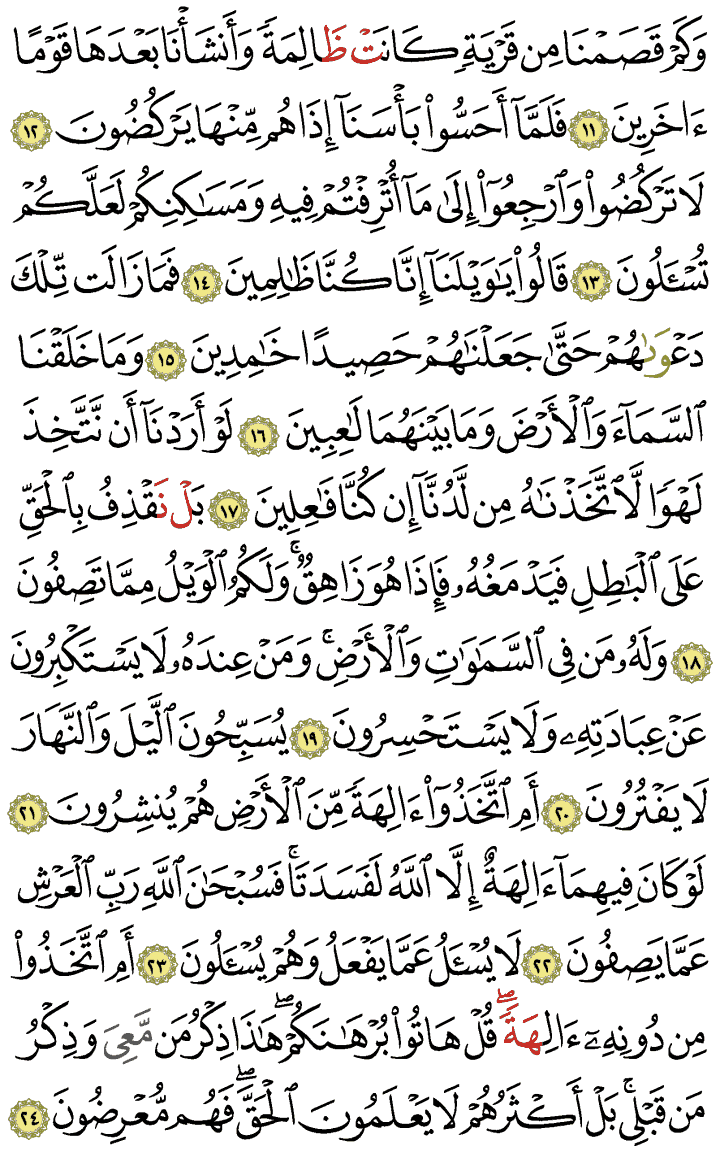 وَكَمْ قَصَمْنَا مِن قَرْيَةٍ كَانَتْ ظَالِمَةً وَأَنشَأْنَا بَعْدَهَا قَوْمًا
ءَاخَرِينَ ١١ فَلَمَّآ أَحَسُّوا۟ بَأْسَنَآ إِذَا هُم مِّنْهَا يَرْكُضُونَ ١٢
لَا تَرْكُضُوا۟ وَٱرْجِعُوٓا۟ إِلَىٰ مَآ أُتْرِفْتُمْ فِيهِ وَمَسَـٰكِنِكُمْ لَعَلَّكُمْ
تُسْـَٔلُونَ ١٣ قَالُوا۟ يَـٰوَيْلَنَآ إِنَّا كُنَّا ظَـٰلِمِينَ ١٤ فَمَا زَالَت تِّلْكَ
دَعْوَىٰهُمْ حَتَّىٰ جَعَلْنَـٰهُمْ حَصِيدًا خَـٰمِدِينَ ١٥ وَمَا خَلَقْنَا
ٱلسَّمَآءَ وَٱلْأَرْضَ وَمَا بَيْنَهُمَا لَـٰعِبِينَ ١٦ لَوْ أَرَدْنَآ أَن نَّتَّخِذَ
لَهْوًا لَّٱتَّخَذْنَـٰهُ مِن لَّدُنَّآ إِن كُنَّا فَـٰعِلِينَ ١٧ بَلْ نَقْذِفُ بِٱلْحَقِّ
عَلَى ٱلْبَـٰطِلِ فَيَدْمَغُهُۥ فَإِذَا هُوَ زَاهِقٌ ۚ وَلَكُمُ ٱلْوَيْلُ مِمَّا تَصِفُونَ
١٨ وَلَهُۥ مَن فِى ٱلسَّمَـٰوَٰتِ وَٱلْأَرْضِ ۚ وَمَنْ عِندَهُۥ لَا يَسْتَكْبِرُونَ
عَنْ عِبَادَتِهِۦ وَلَا يَسْتَحْسِرُونَ ١٩ يُسَبِّحُونَ ٱلَّيْلَ وَٱلنَّهَارَ
لَا يَفْتُرُونَ ٢٠ أَمِ ٱتَّخَذُوٓا۟ ءَالِهَةً مِّنَ ٱلْأَرْضِ هُمْ يُنشِرُونَ ٢١
لَوْ كَانَ فِيهِمَآ ءَالِهَةٌ إِلَّا ٱللَّهُ لَفَسَدَتَا ۚ فَسُبْحَـٰنَ ٱللَّهِ رَبِّ ٱلْعَرْشِ
عَمَّا يَصِفُونَ ٢٢ لَا يُسْـَٔلُ عَمَّا يَفْعَلُ وَهُمْ يُسْـَٔلُونَ ٢٣ أَمِ ٱتَّخَذُوا۟
مِن دُونِهِۦٓ ءَالِهَةً ۖ قُلْ هَاتُوا۟ بُرْهَـٰنَكُمْ ۖ هَـٰذَا ذِكْرُ مَن مَّعِىَ وَذِكْرُ
مَن قَبْلِى ۚ بَلْ أَكْثَرُهُمْ لَا يَعْلَمُونَ ٱلْحَقَّ ۖ فَهُم مُّعْرِضُونَ ٢٤